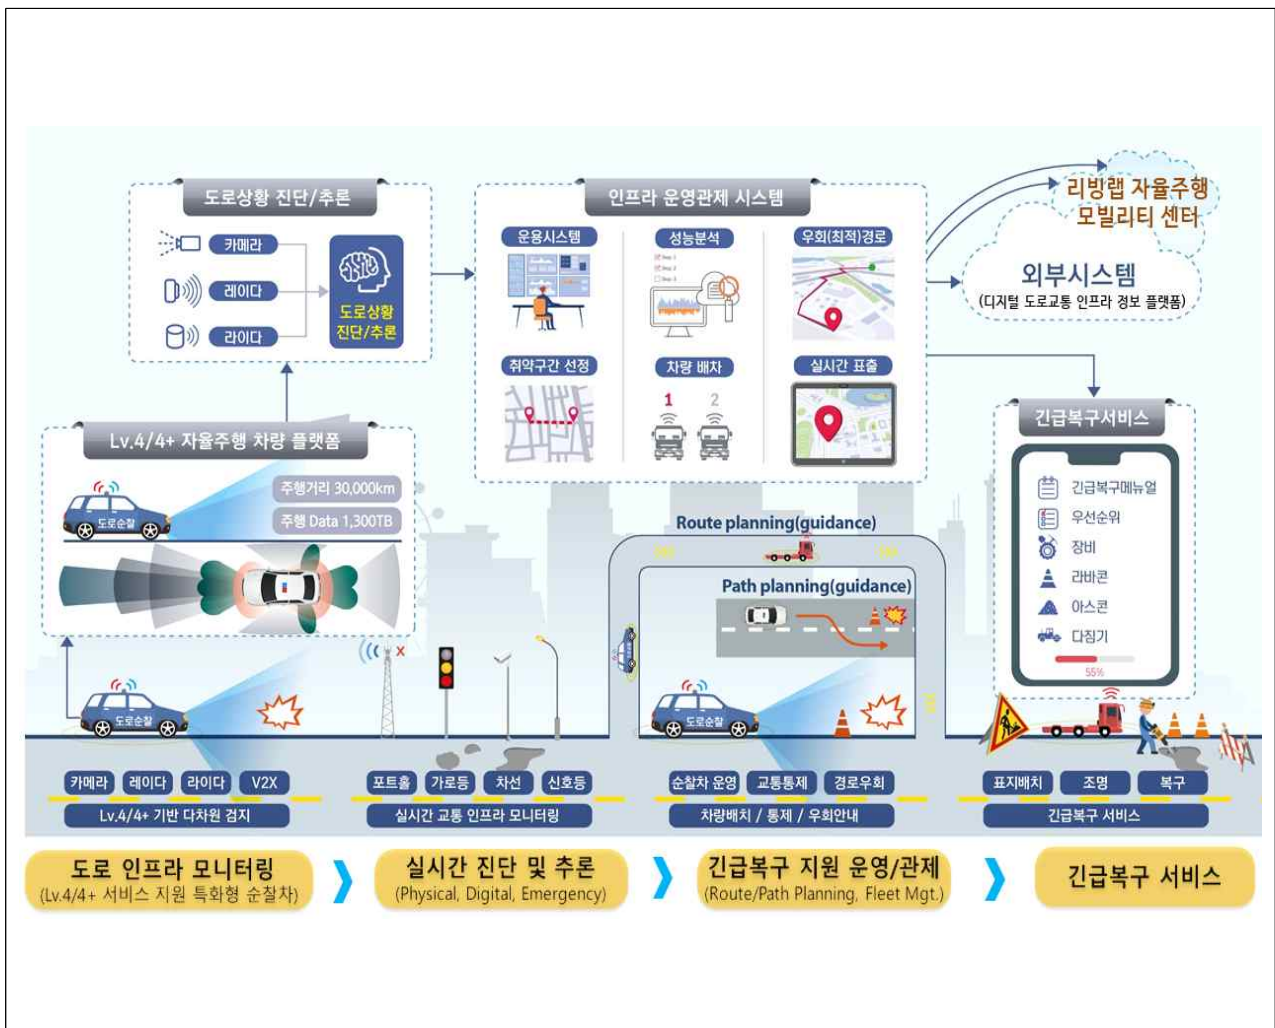 도로상황 진단/추론
카메라
레이다
라이다
도로상황
진단/추론
인프라 운영관제 시스템
운용시스템
성능분석
Step. 1
Step. 2
Step. 3
우회(최적)경로
취약구간 선정
차량 배차
1
2
실시간 표출
리빙랩 자율주행
모빌리티 센터
외부시스템
(디지털 도로교통 인프라 경보 플랫폼)
Lv.4/4+ 자율주행 차량 플랫폼
주행거리 30,000km
주행 Data 1,300TB
도로순찰
긴급복구서비스
긴급복구메뉴얼
우선순위
장비
라바콘
아스콘
다짐기
55%
Route planning(guidance)
Path planning(guidance)
X
도로순찰
도로순찰
카메라
레이다
라이다
V2X
Lv.4/4+ 기반 다차원 검지
포트홀
가로등
차선
신호등
실시간 교통 인프라 모니터링
순찰차 운영
교통통제
경로우회
차량배치 / 통제 / 우회안내
표지배치
조명
복구
긴급복구 서비스
도로 인프라 모니터링
(Lv.4/4+ 서비스 지원 특화형 순찰차)
실시간 진단 및 추론
(Physical, Digital, Emergency)
긴급복구 지원 운영/관제
(Route/Path Planning, Fleet Mgt.)
긴급복구 서비스